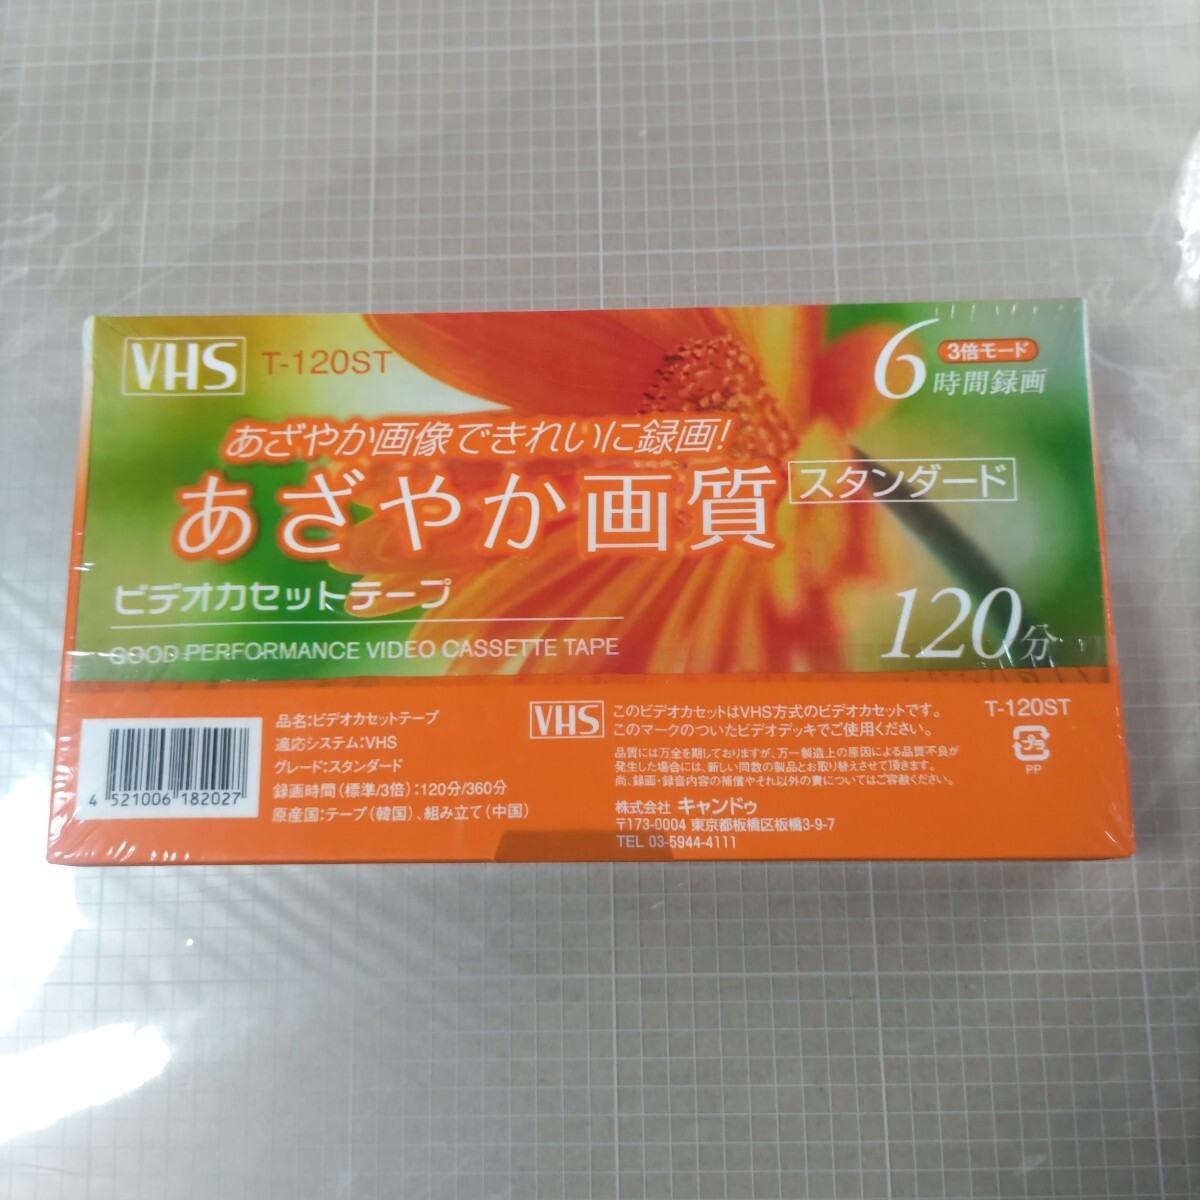 VHS T-120ST
6 3倍モード
時間録画
あざやか画像できれいに録画!
あざやか画質 スタンダード
ビデオカセットテープ
GOOD PERFORMANCE VIDEO CASSETTE TAPE
120分
4 521006 182027
品名:ビデオカセットテープ
適応システム:VHS
グレード:スタンダード
録画時間(標準/3倍):120分/360分
原産国:テープ(韓国)、組み立て(中国)
VHS
このビデオカセットはVHS方式のビデオカセットです。
このマークのついたビデオデッキでご使用ください。
品質には万全を期しておりますが、万一製造上の原因による品質不良が
発生した場合には、新しい同数の製品とお取り替えさせて頂きます。
尚、録画・録音内容の補償やそれ以外の責についてはご容赦ください。
株式会社 キャンドゥ
〒173-0004 東京都板橋区板橋3-9-7
TEL 03-5944-4111
T-120ST
プラ
PP